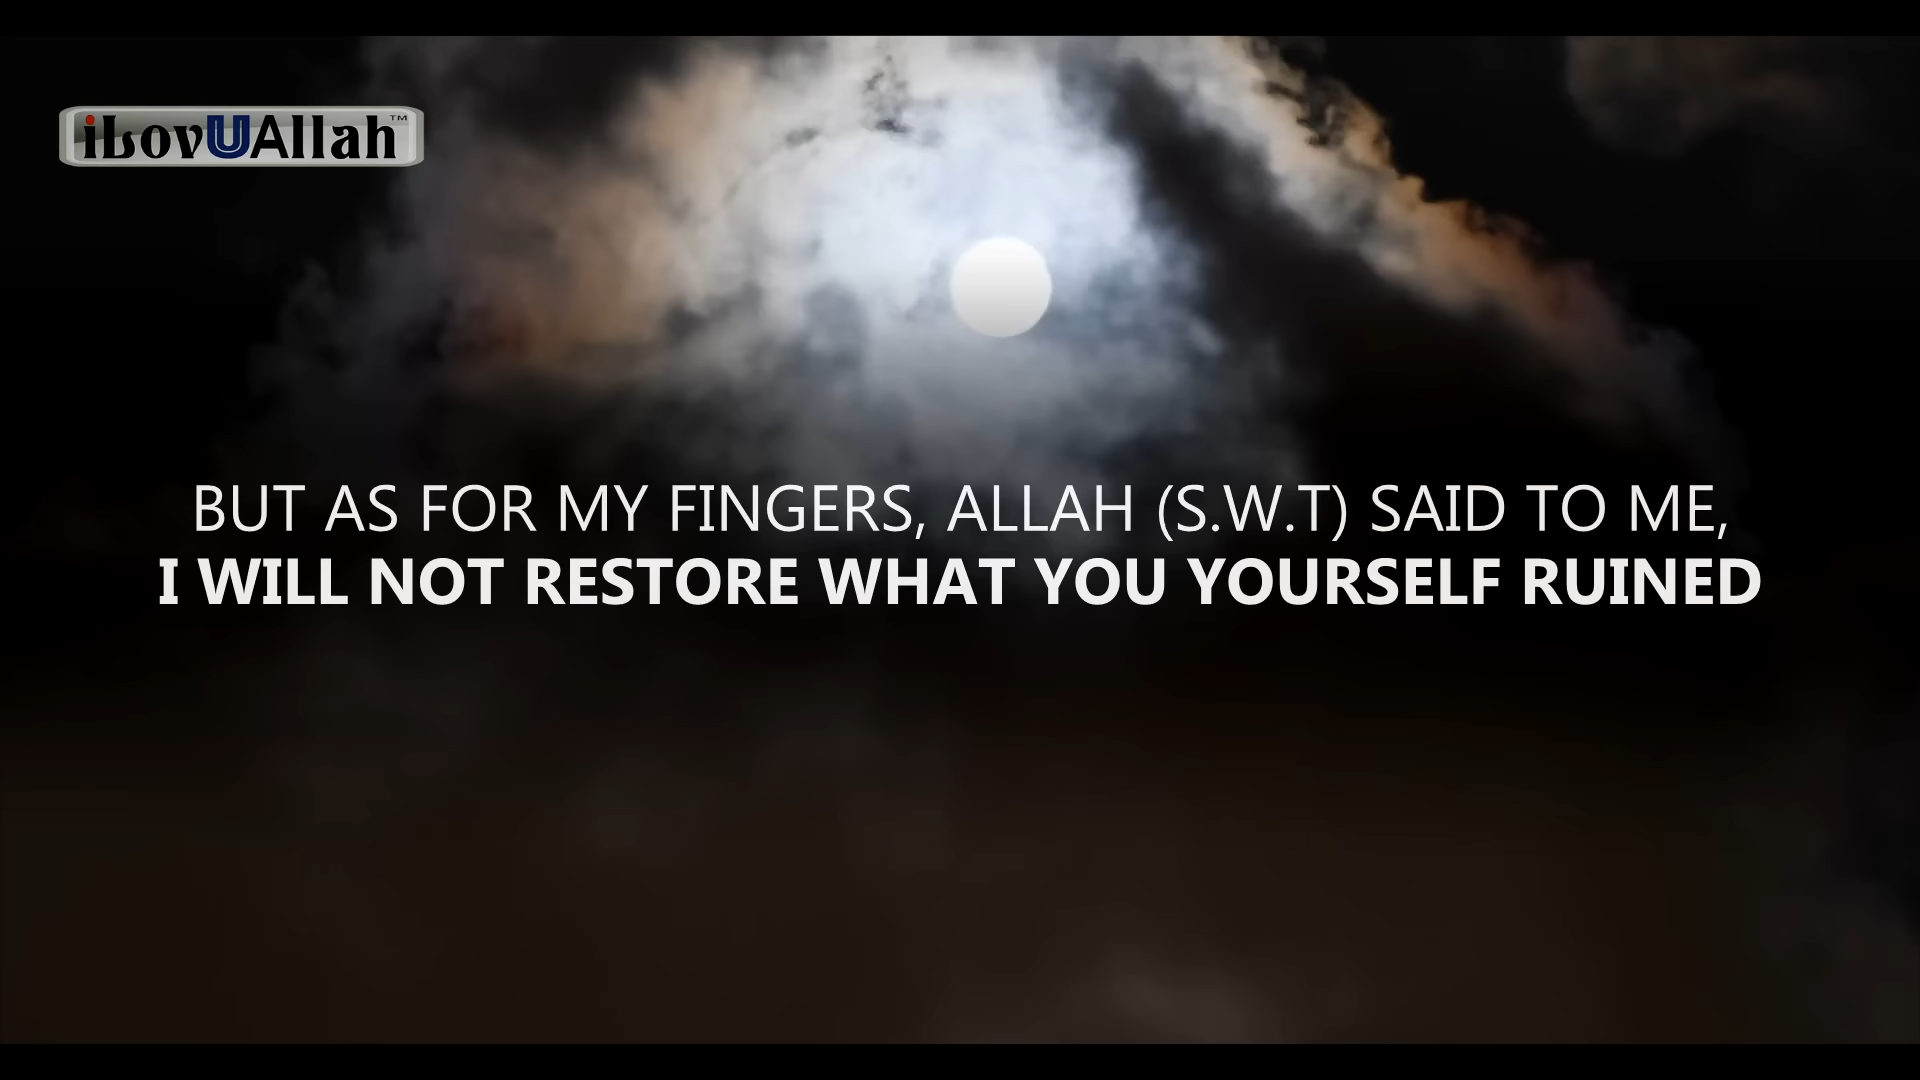 iLovUAllah™
BUT AS FOR MY FINGERS, ALLAH (S.W.T) SAID TO ME,
I WILL NOT RESTORE WHAT YOU YOURSELF RUINED